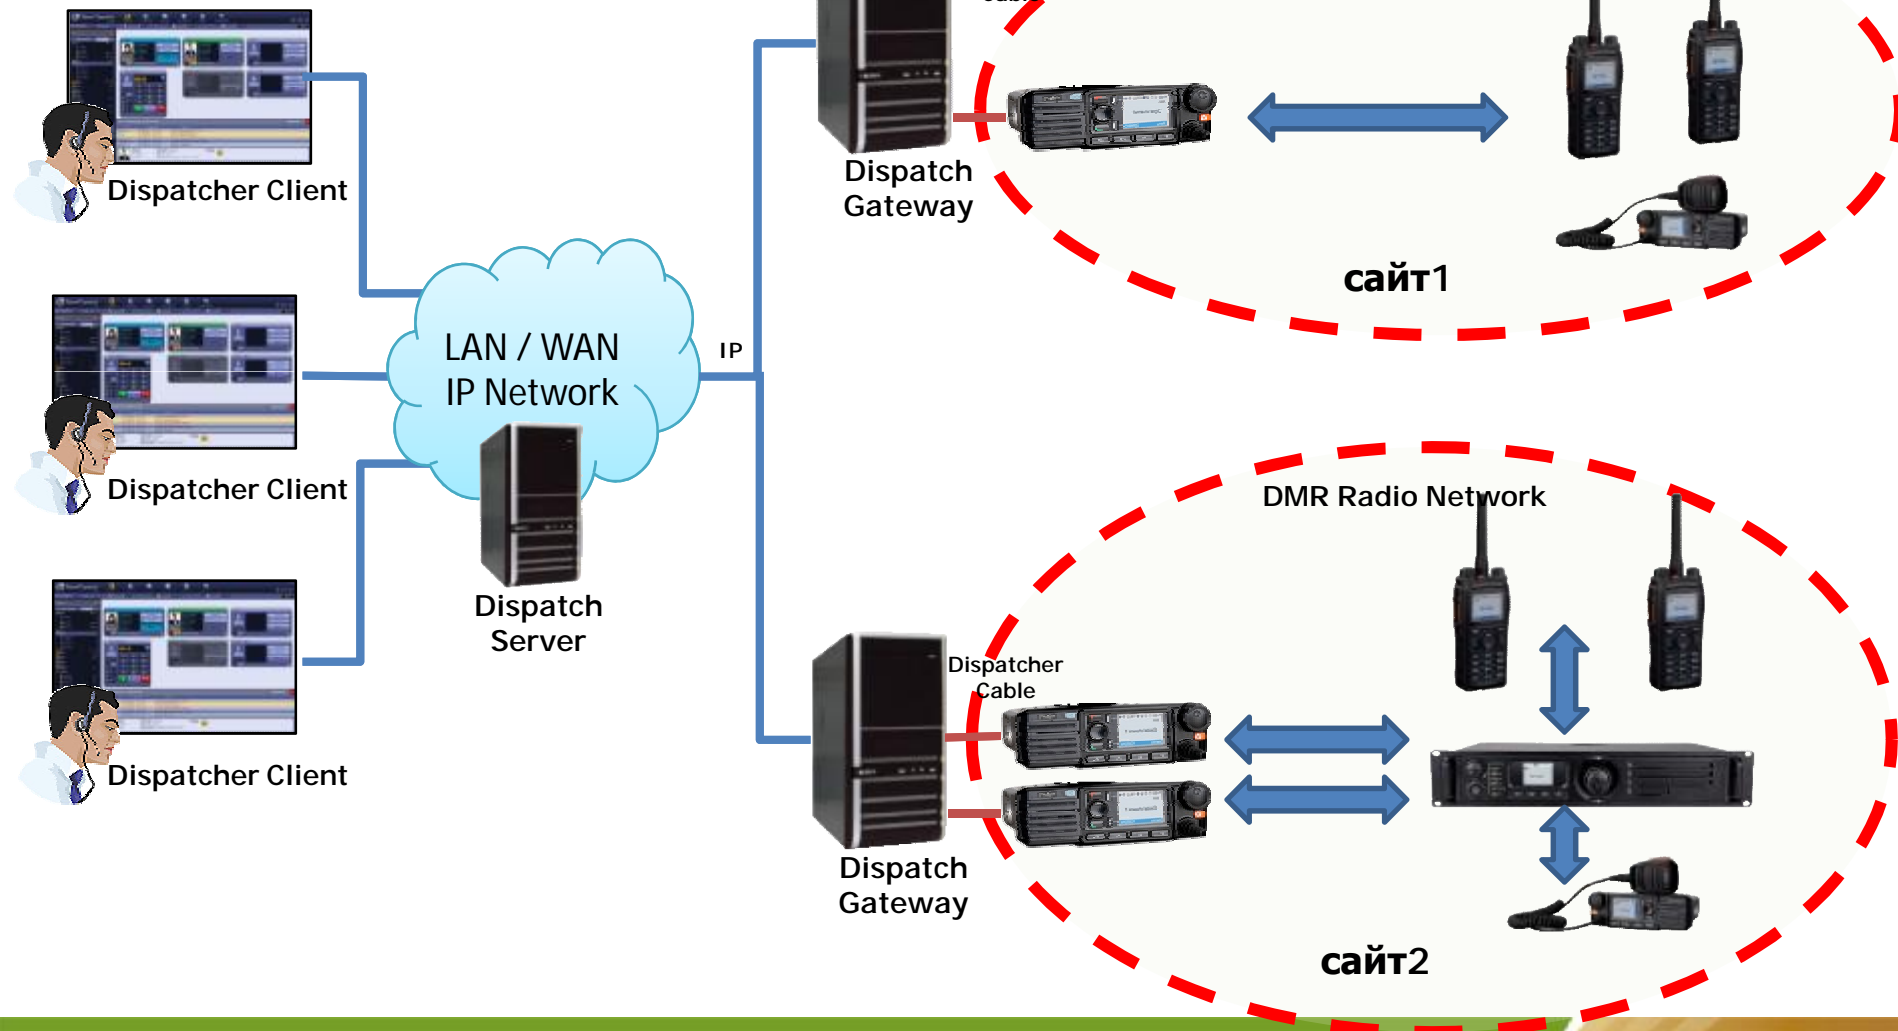 Dispatcher Client
Dispatch
Gateway
сайт1
LAN / WAN
IP Network
IP
Dispatcher Client
Dispatch
Server
Dispatcher Client
DMR Radio Network
Dispatcher
Cable
Dispatch
Gateway
сайт2